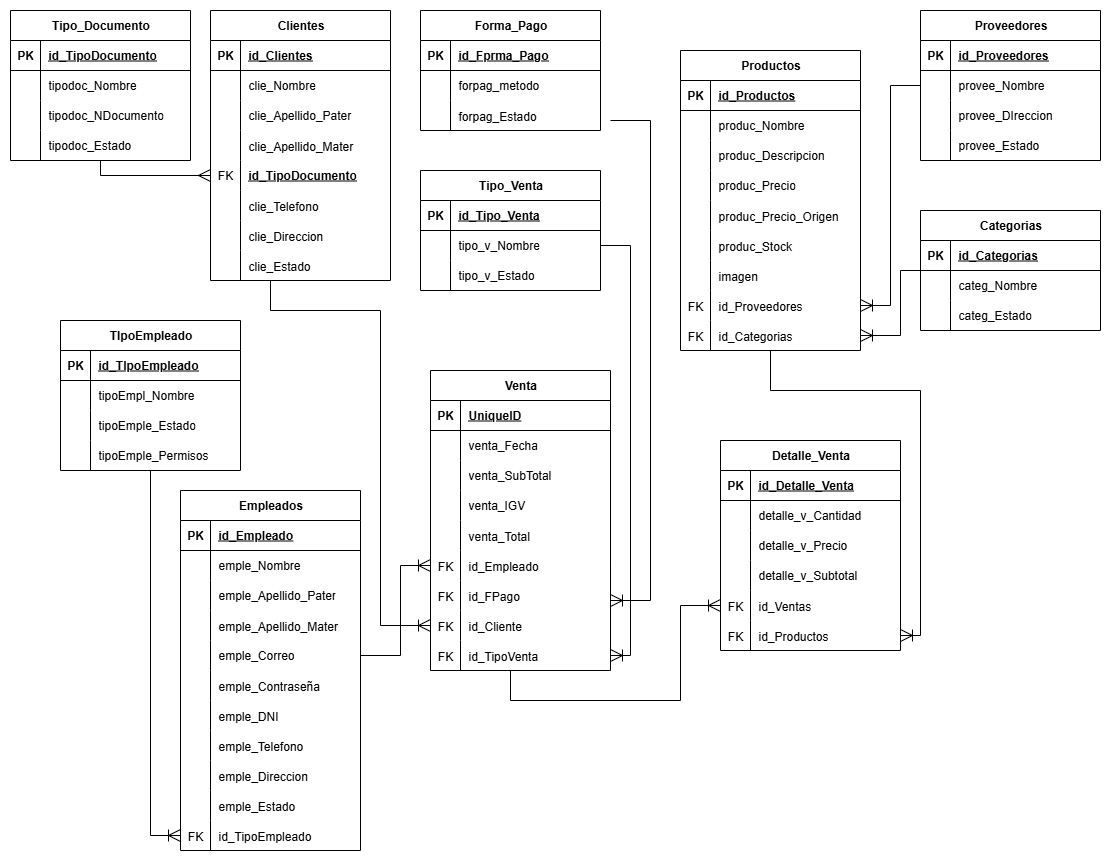 Tipo_Documento
PK id_TipoDocumento
tipodoc_Nombre
tipodoc_NDocumento
tipodoc_Estado
Clientes
PK id_Clientes
clie_Nombre
clie_Apellido_Pater
clie_Apellido_Mater
FK id_TipoDocumento
clie_Telefono
clie_Direccion
clie_Estado
Forma_Pago
PK id_Fprma_Pago
forpag_metodo
forpag_Estado
Tipo_Venta
PK id_Tipo_Venta
tipo_v_Nombre
tipo_v_Estado
Productos
PK id_Productos
produc_Nombre
produc_Descripcion
produc_Precio
produc_Precio_Origen
produc_Stock
imagen
FK id_Proveedores
FK id_Categorias
Proveedores
PK id_Proveedores
provee_Nombre
provee_DIreccion
provee_Estado
Categorias
PK id_Categorias
categ_Nombre
categ_Estado
TIpoEmpleado
PK id_TIpoEmpleado
tipoEmpl_Nombre
tipoEmple_Estado
tipoEmple_Permisos
Empleados
PK id_Empleado
emple_Nombre
emple_Apellido_Pater
emple_Apellido_Mater
emple_Correo
emple_Contraseña
emple_DNI
emple_Telefono
emple_Direccion
emple_Estado
FK id_TipoEmpleado
Venta
PK UniqueID
venta_Fecha
venta_SubTotal
venta_IGV
venta_Total
FK id_Empleado
FK id_FPago
FK id_Cliente
FK id_TipoVenta
Detalle_Venta
PK id_Detalle_Venta
detalle_v_Cantidad
detalle_v_Precio
detalle_v_Subtotal
FK id_Ventas
FK id_Productos